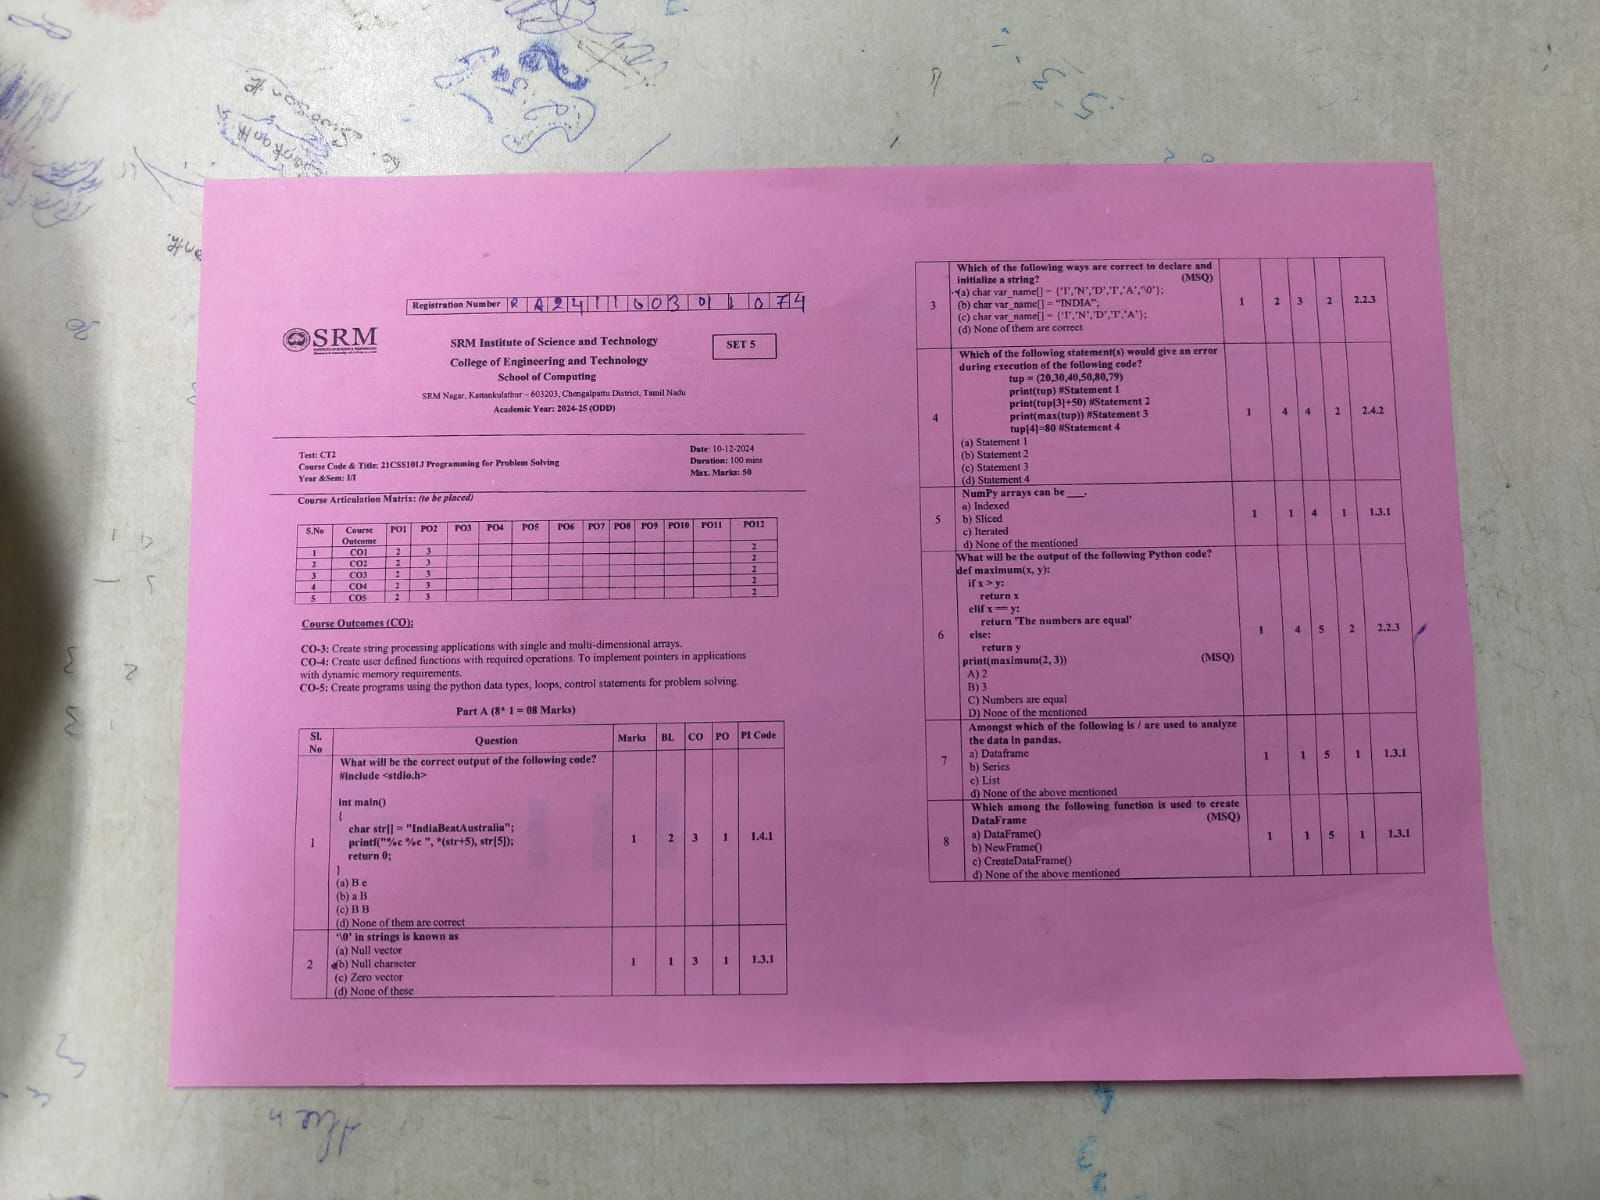 Registration Number R A 2 4 1 1 0 0 3 0 1 1 0 7 4
SRM
SRM Institute of Science and Technology
College of Engineering and Technology
School of Computing
SRM Nagar, Kattankulathur – 603203, Chengalpattu District, Tamil Nadu
Academic Year: 2024-25 (ODD)
SET 5
Test: CT2
Course Code & Title: 21CSS101J Programming for Problem Solving
Year &Sem: I/I
Date: 10-12-2024
Duration: 100 mins
Max. Marks: 50
Course Articulation Matrix: (to be placed)
S.No Course Outcome PO1 PO2 PO3 PO4 PO5 PO6 PO7 PO8 PO9 PO10 PO11 PO12
1 CO1 2 3 2
2 CO2 2 3 2
3 CO3 2 3 2
4 CO4 2 3 2
5 CO5 2 3 2
Course Outcomes (CO):
CO-3: Create string processing applications with single and multi-dimensional arrays.
CO-4: Create user defined functions with required operations. To implement pointers in applications
with dynamic memory requirements.
CO-5: Create programs using the python data types, loops, control statements for problem solving.
Part A (8* 1 = 08 Marks)
Sl. No Question Marks BL CO PO PI Code
What will be the correct output of the following code?
#include <stdio.h>
int main()
{
char str[] = "IndiaBeatAustralia";
printf("%c %c ", *(str+5), str[5]);
1 1 2 3 1 1.4.1
return 0;
}
(a) B e
(b) a B
(c) B B
(d) None of them are correct
'\0' in strings is known as
(a) Null vector
2 (b) Null character 1 1 3 1 1.3.1
(c) Zero vector
(d) None of these
Which of the following ways are correct to declare and
initialize a string? (MSQ)
(a) char var_name[] = {'I','N','D','I','A','\0'};
3 (b) char var_name[] = "INDIA"; 1 2 3 2 2.2.3
(c) char var_name[] = {'I','N','D','I','A'};
(d) None of them are correct
Which of the following statement(s) would give an error
during execution of the following code?
tup = (20,30,40,50,80,79)
print(tup) #Statement 1
print(tup[3]+50) #Statement 2
print(max(tup)) #Statement 3
4 1 4 4 2 2.4.2
tup[4]=80 #Statement 4
(a) Statement 1
(b) Statement 2
(c) Statement 3
(d) Statement 4
NumPy arrays can be ___.
a) Indexed
5 b) Sliced 1 1 4 1 1.3.1
c) Iterated
d) None of the mentioned
What will be the output of the following Python code?
def maximum(x, y):
if x > y:
return x
elif x == y:
return 'The numbers are equal'
6 else: 1 4 5 2 2.2.3
return y
print(maximum(2, 3)) (MSQ)
A) 2
B) 3
C) Numbers are equal
D) None of the mentioned
Amongst which of the following is / are used to analyze
the data in pandas.
a) Dataframe
7 b) Series 1 1 5 1 1.3.1
c) List
d) None of the above mentioned
Which among the following function is used to create
DataFrame (MSQ)
a) DataFrame()
8 b) NewFrame() 1 1 5 1 1.3.1
c) CreateDataFrame()
d) None of the above mentioned